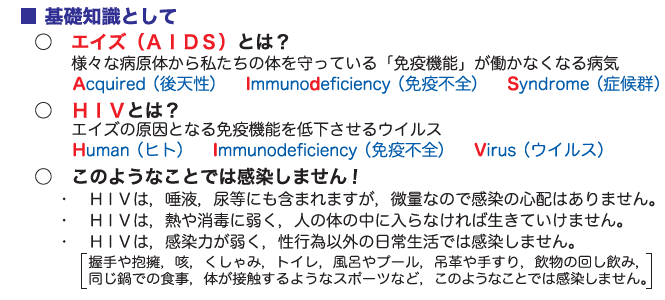 ■ 基礎知識として
○ エイズ（ＡＩＤＳ）とは？
様々な病原体から私たちの体を守っている「免疫機能」が働かなくなる病気
Acquired（後天性） Immunodeficiency（免疫不全） Syndrome（症候群）
○ ＨＩＶとは？
エイズの原因となる免疫機能を低下させるウイルス
Human（ヒト） Immunodeficiency（免疫不全） Virus（ウイルス）
○ このようなことでは感染しません！
・ ＨＩＶは，唾液，尿等にも含まれますが，微量なので感染の心配はありません。
・ ＨＩＶは，熱や消毒に弱く，人の体の中に入らなければ生きていけません。
・ ＨＩＶは，感染力が弱く，性行為以外の日常生活では感染しません。
［握手や抱擁，咳，くしゃみ，トイレ，風呂やプール，吊革や手すり，飲物の回し飲み，
同じ鍋での食事，体が接触するようなスポーツなど，このようなことでは感染しません。］